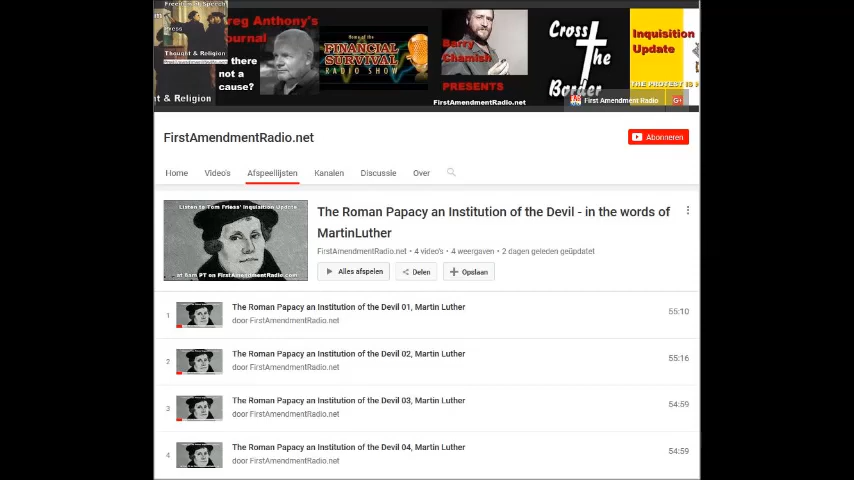 Freedom of Speech
Press
Thought & Religion
t & Religion
reg Anthony's
ournal
there
not a
cause?
Home of the
FINANCIAL
SURVIVAL
RADIO SHOW
Barry
Chamish
PRESENTS
FirstAmendmentRadio.net
Cross
The
Border
Inquisition
Update
THE PROTEST Is N
First Amendment Radio
G+
FirstAmendmentRadio.net
Abonneren
Home Video's Afspeellijsten Kanalen Discussie Over
Listen to Tom Friess' Inquisition Update
at 8am PT on FirstAmendmentRadio.com
The Roman Papacy an Institution of the Devil - in the words of
MartinLuther
FirstAmendmentRadio.net • 4 video's • 4 weergaven • 2 dagen geleden geüpdatet
Alles afspelen Delen Opslaan
1 The Roman Papacy an Institution of the Devil 01, Martin Luther 55:10
door FirstAmendmentRadio.net
2 The Roman Papacy an Institution of the Devil 02, Martin Luther 55:16
door FirstAmendmentRadio.net
3 The Roman Papacy an Institution of the Devil 03, Martin Luther 54:59
door FirstAmendmentRadio.net
4 The Roman Papacy an Institution of the Devil 04, Martin Luther 54:59
door FirstAmendmentRadio.net